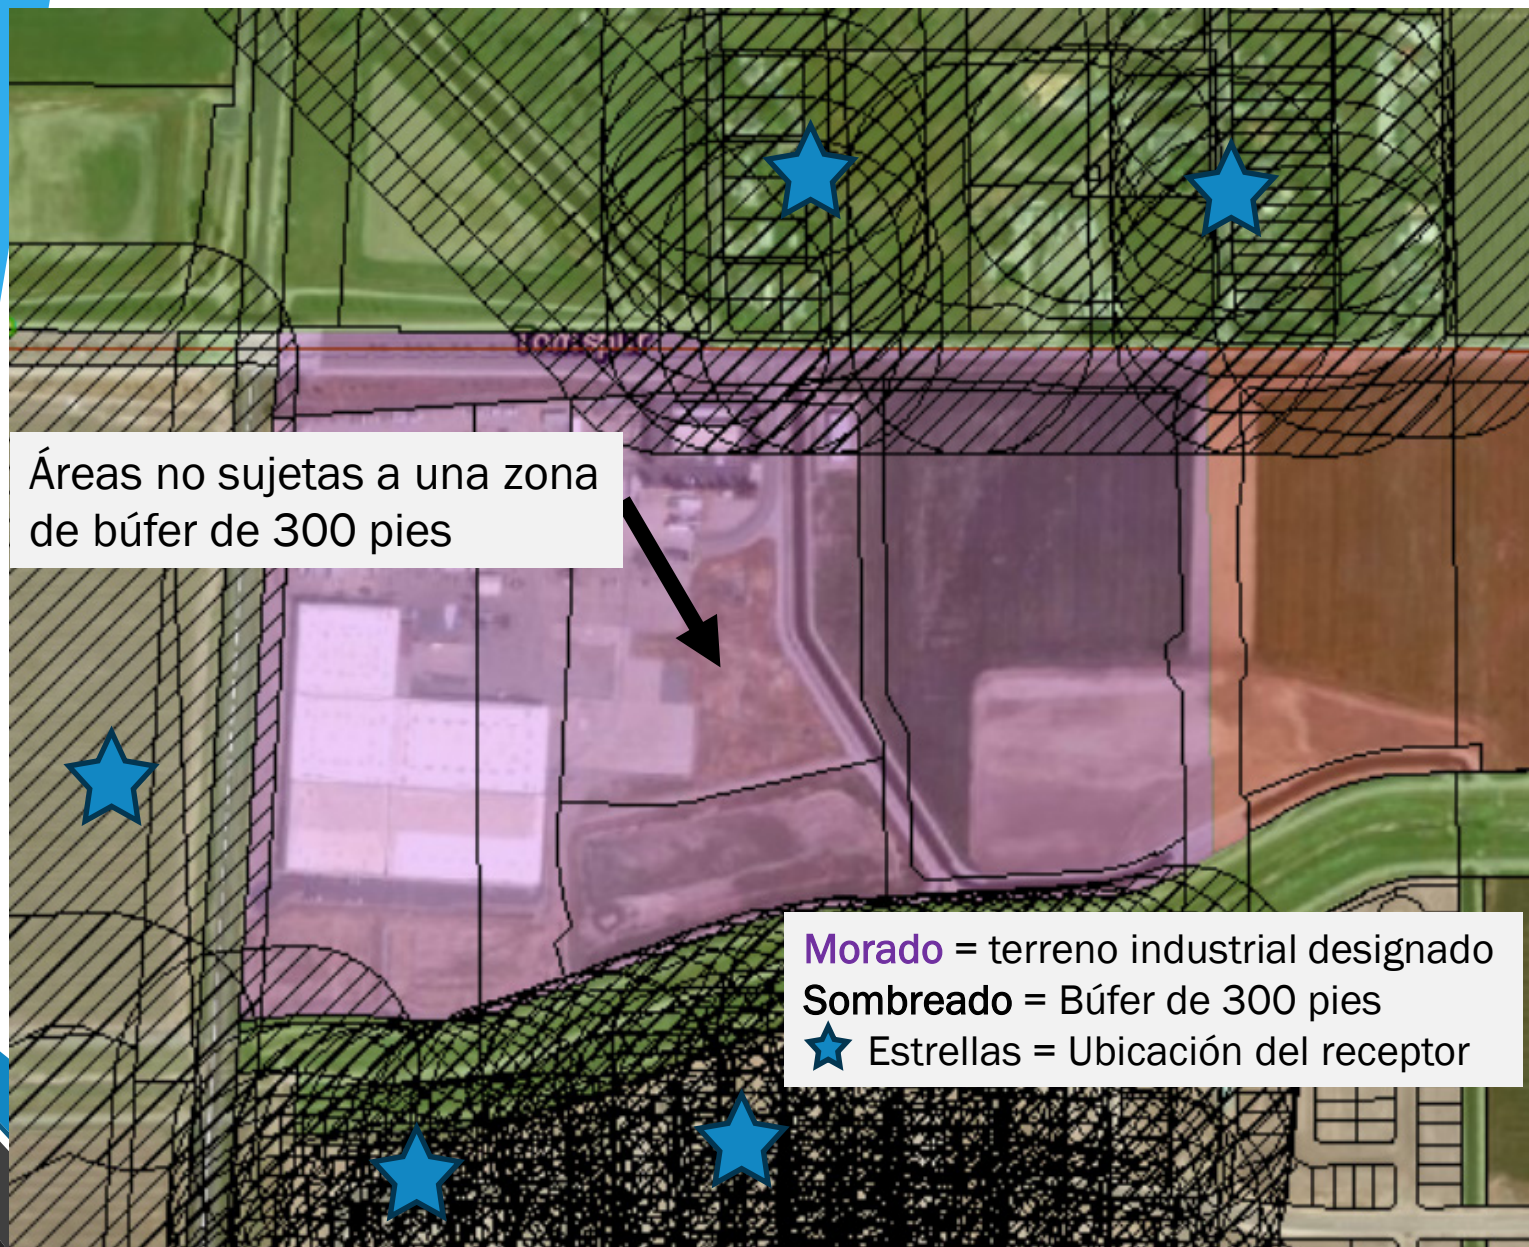 Áreas no sujetas a una zona
de búfer de 300 pies
Morado = terreno industrial designado
Sombreado = Búfer de 300 pies
Estrellas = Ubicación del receptor